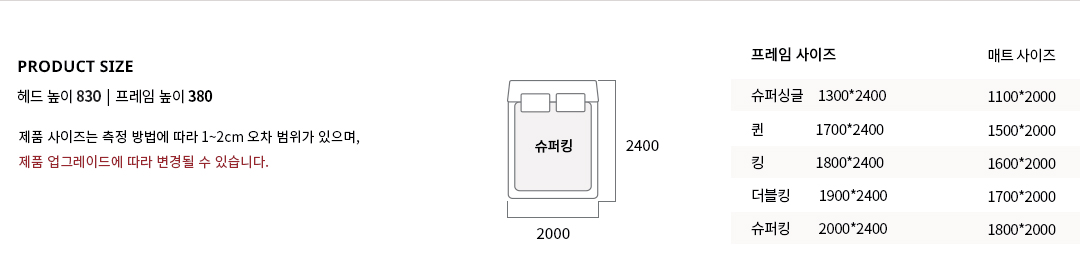 PRODUCT SIZE
헤드 높이 830 | 프레임 높이 380
제품 사이즈는 측정 방법에 따라 1~2cm 오차 범위가 있으며,
제품 업그레이드에 따라 변경될 수 있습니다.
슈퍼킹
2400
2000
프레임 사이즈 매트 사이즈
슈퍼싱글 1300*2400 1100*2000
퀸 1700*2400 1500*2000
킹 1800*2400 1600*2000
더블킹 1900*2400 1700*2000
슈퍼킹 2000*2400 1800*2000